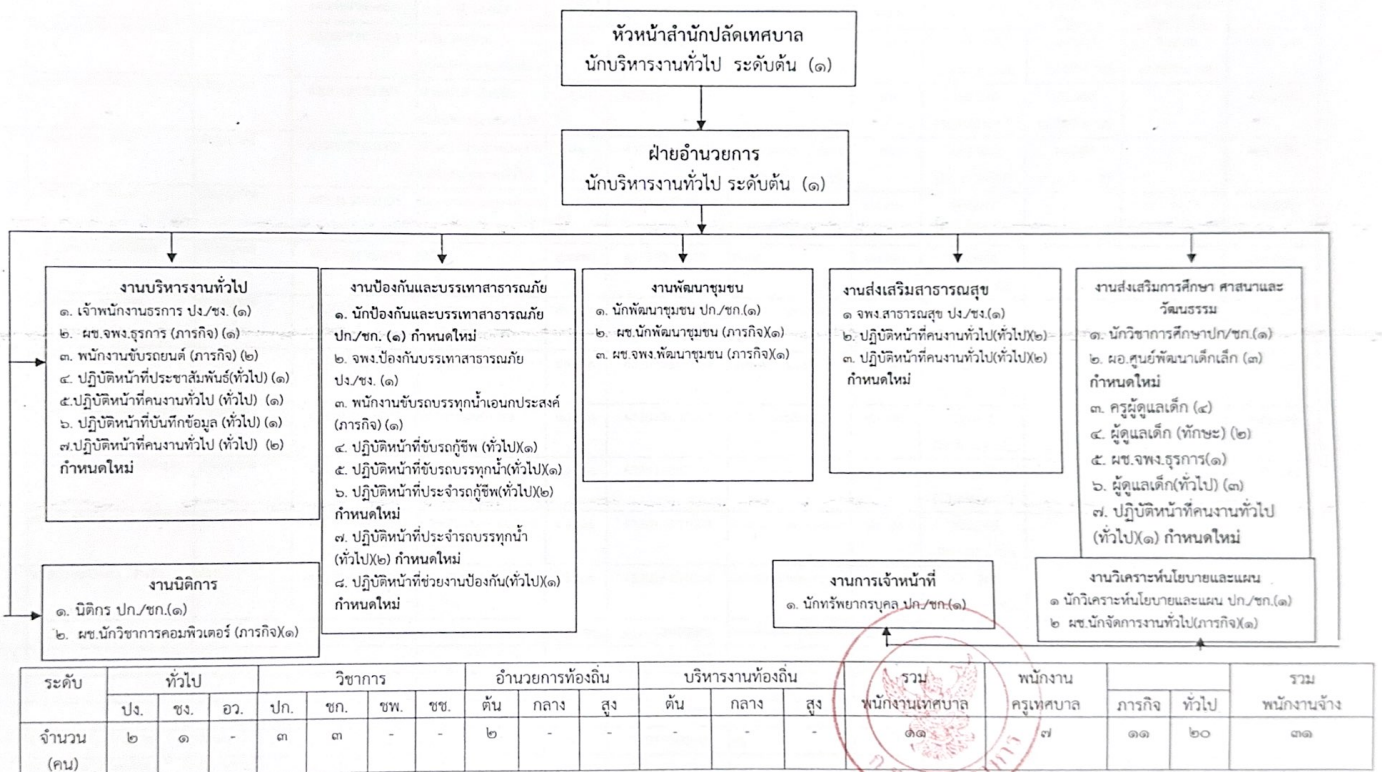 หัวหน้าสำนักปลัดเทศบาล
นักบริหารงานทั่วไป ระดับต้น (๑)
ฝ่ายอำนวยการ
นักบริหารงานทั่วไป ระดับต้น (๑)
งานบริหารงานทั่วไป
๑. เจ้าพนักงานธุรการ ปง./ชง. (๑)
๒. ผช.จพง.ธุรการ (ภารกิจ) (๑)
๓. พนักงานขับรถยนต์ (ภารกิจ) (๒)
๔. ปฏิบัติหน้าที่ประชาสัมพันธ์(ทั่วไป) (๑)
๕.ปฏิบัติหน้าที่คนงานทั่วไป (ทั่วไป) (๑)
๖. ปฏิบัติหน้าที่บันทึกข้อมูล (ทั่วไป) (๑)
๗.ปฏิบัติหน้าที่คนงานทั่วไป (ทั่วไป) (๒)
กำหนดใหม่
งานป้องกันและบรรเทาสาธารณภัย
๑. นักป้องกันและบรรเทาสาธารณภัย
ปก./ชก. (๑) กำหนดใหม่
๒. จพง.ป้องกันบรรเทาสาธารณภัย
ปง./ชง. (๑)
๓. พนักงานขับรถบรรทุกน้ำเอนกประสงค์
(ภารกิจ) (๑)
๔. ปฏิบัติหน้าที่ขับรถกู้ชีพ (ทั่วไป)(๑)
๕. ปฏิบัติหน้าที่ขับรถบรรทุกน้ำ(ทั่วไป)(๑)
๖. ปฏิบัติหน้าที่ประจำรถกู้ชีพ(ทั่วไป)(๒)
กำหนดใหม่
๗. ปฏิบัติหน้าที่ประจำรถบรรทุกน้ำ
(ทั่วไป)(๒) กำหนดใหม่
๘. ปฏิบัติหน้าที่ช่วยงานป้องกัน(ทั่วไป)(๑)
กำหนดใหม่
งานพัฒนาชุมชน
๑. นักพัฒนาชุมชน ปก./ชก.(๑)
๒. ผช.นักพัฒนาชุมชน (ภารกิจ)(๑)
๓. ผช.จพง.พัฒนาชุมชน (ภารกิจ)(๑)
งานส่งเสริมสาธารณสุข
๑ จพง.สาธารณสุข ปง./ชง.(๑)
๒. ปฏิบัติหน้าที่คนงานทั่วไป(ทั่วไป)(๒)
๓. ปฏิบัติหน้าที่คนงานทั่วไป(ทั่วไป)(๒)
กำหนดใหม่
งานส่งเสริมการศึกษา ศาสนาและ
วัฒนธรรม
๑. นักวิชาการศึกษาปก/ชก.(๑)
๒. ผอ.ศูนย์พัฒนาเด็กเล็ก (๓)
กำหนดใหม่
๓. ครูผู้ดูแลเด็ก (๔)
๔. ผู้ดูแลเด็ก (ทักษะ) (๒)
๕. ผช.จพง.ธุรการ(๑)
๖. ผู้ดูแลเด็ก(ทั่วไป) (๓)
๗. ปฏิบัติหน้าที่คนงานทั่วไป
(ทั่วไป)(๑) กำหนดใหม่
งานนิติการ
๑. นิติกร ปก./ชก.(๑)
๒. ผช.นักวิชาการคอมพิวเตอร์ (ภารกิจ)(๑)
งานการเจ้าหน้าที่
๑. นักทรัพยากรบุคล ปก./ชก.(๑)
งานวิเคราะห์นโยบายและแผน
๑ นักวิเคราะห์นโยบายและแผน ปก./ชก.(๑)
๒ ผช.นักจัดการงานทั่วไป(ภารกิจ)(๑)
ระดับ ทั่วไป วิชาการ อำนวยการท้องถิ่น บริหารงานท้องถิ่น รวม พนักงาน รวม
ปง. ชง. อว. ปก. ชก. ชพ. ชช. ต้น กลาง สูง ต้น กลาง สูง พนักงานเทศบาล ครูเทศบาล ภารกิจ ทั่วไป พนักงานจ้าง
จำนวน ๒ ๑ - ๓ ๓ - - ๒ - - - - - ๑๑ ๗ ๑๑ ๒๐ ๓๑
(คน)